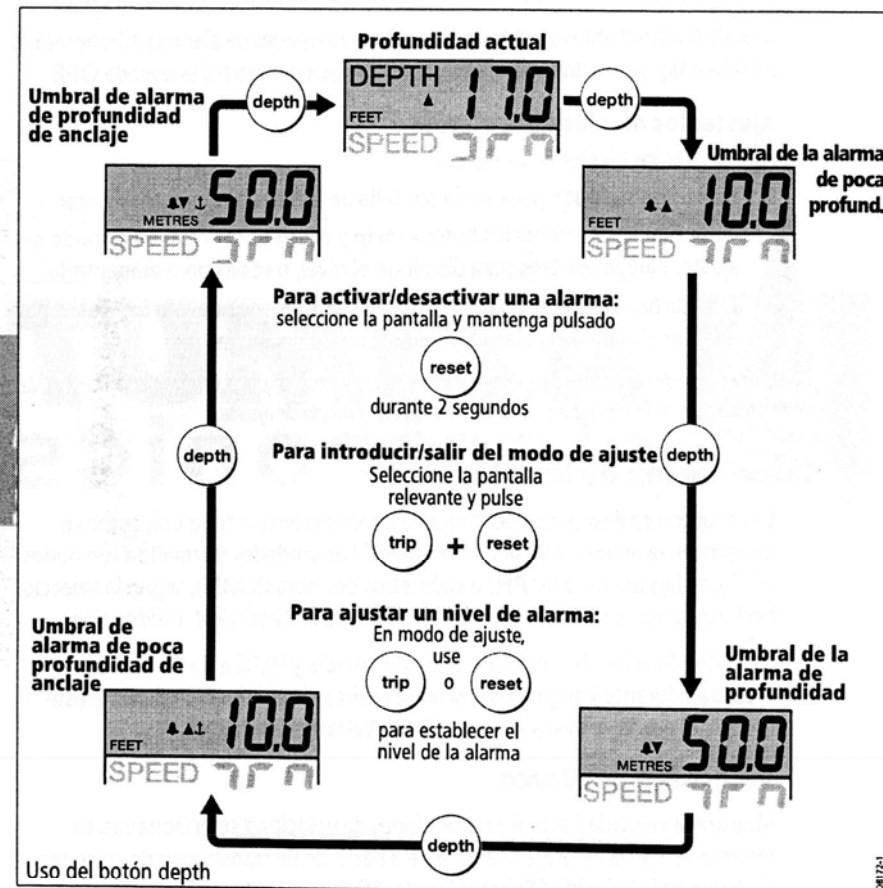 Profundidad actual
DEPTH 17.0
FEET
SPEED
depth
depth
Umbral de alarma
de profundidad
de anclaje
50.0
METRES
SPEED
Umbral de la alarma
de poca
profund.
10.0
FEET
SPEED
Para activar/desactivar una alarma:
seleccione la pantalla y mantenga pulsado
reset
durante 2 segundos
depth
Para introducir/salir del modo de ajuste
depth
Seleccione la pantalla
relevante y pulse
trip + reset
Para ajustar un nivel de alarma:
En modo de ajuste,
use
trip o reset
para establecer el
nivel de la alarma
Umbral de
alarma de poca
profundidad de
anclaje
10.0
FEET
SPEED
Umbral de la
alarma de
profundidad
50.0
METRES
SPEED
depth
Uso del botón depth